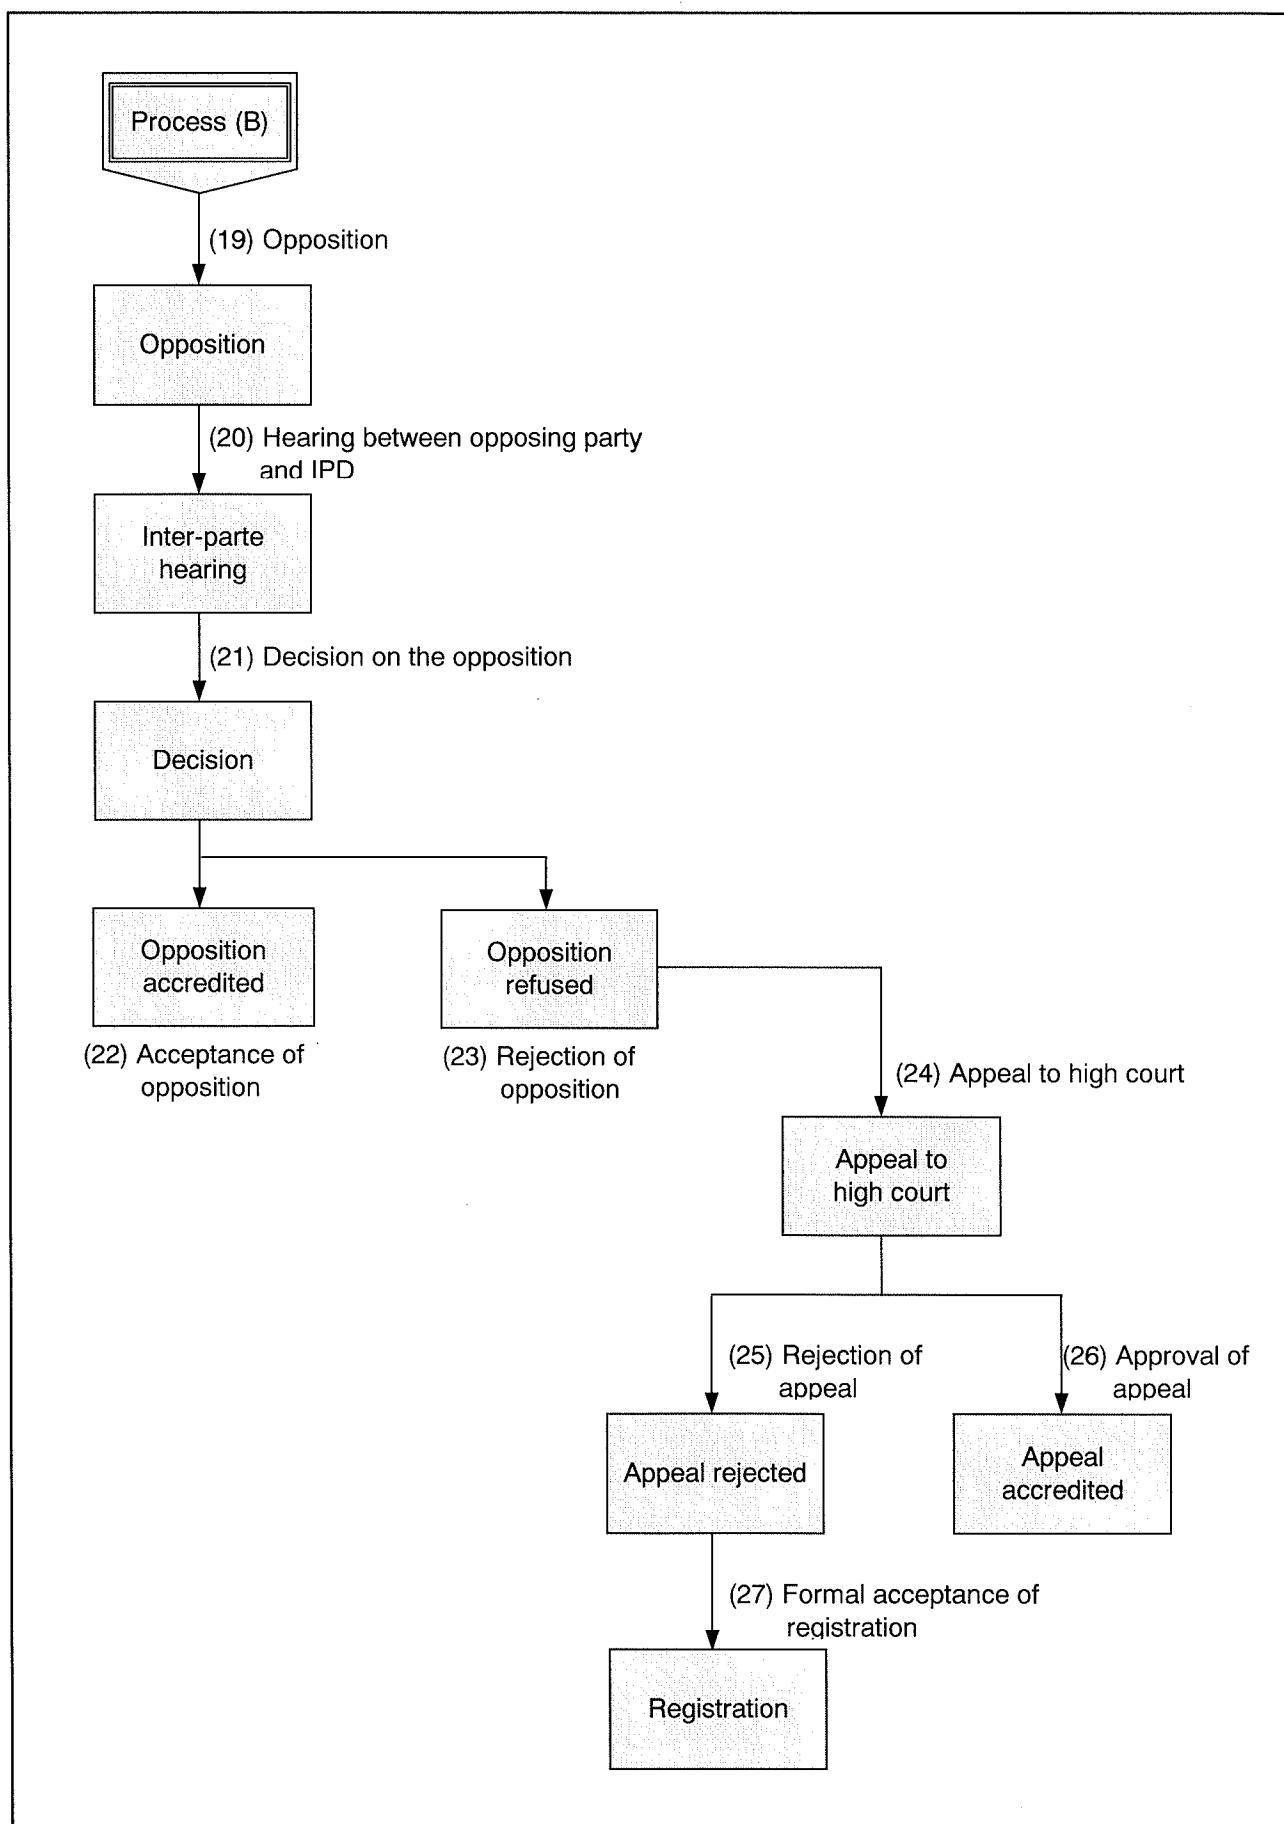 Process (B)
(19) Opposition
Opposition
(20) Hearing between opposing party
and IPD
Inter-parte
hearing
(21) Decision on the opposition
Decision
Opposition
accredited
Opposition
refused
(22) Acceptance of
opposition
(23) Rejection of
opposition
(24) Appeal to high court
Appeal to
high court
(25) Rejection of
appeal
(26) Approval of
appeal
Appeal rejected
Appeal
accredited
(27) Formal acceptance of
registration
Registration